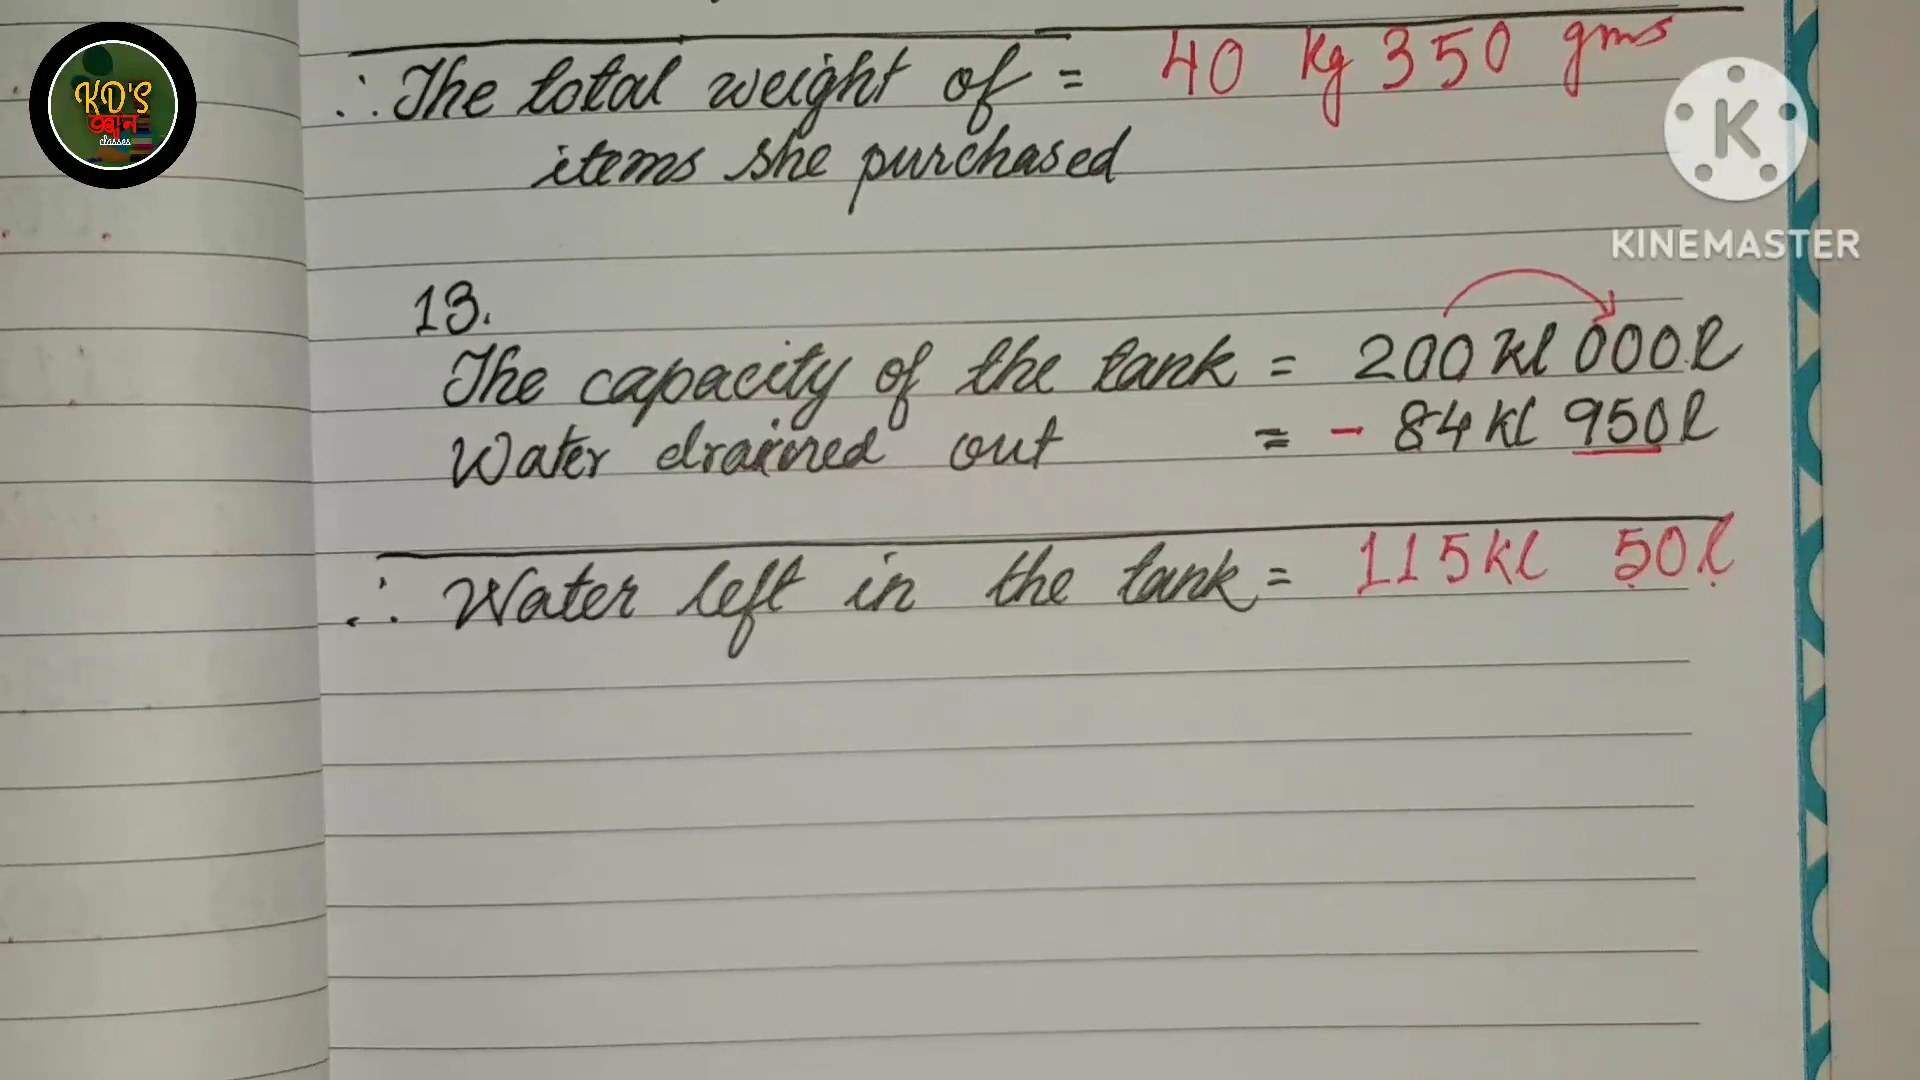 KD'S
ज्ञान
classes
∴ The total weight of = 40 kg 350 gms
items she purchased
K
KINEMASTER
13.
The capacity of the tank = 200 kl 000 l
Water drained out = - 84 kl 950 l
∴ Water left in the tank = 115 kl 50 l